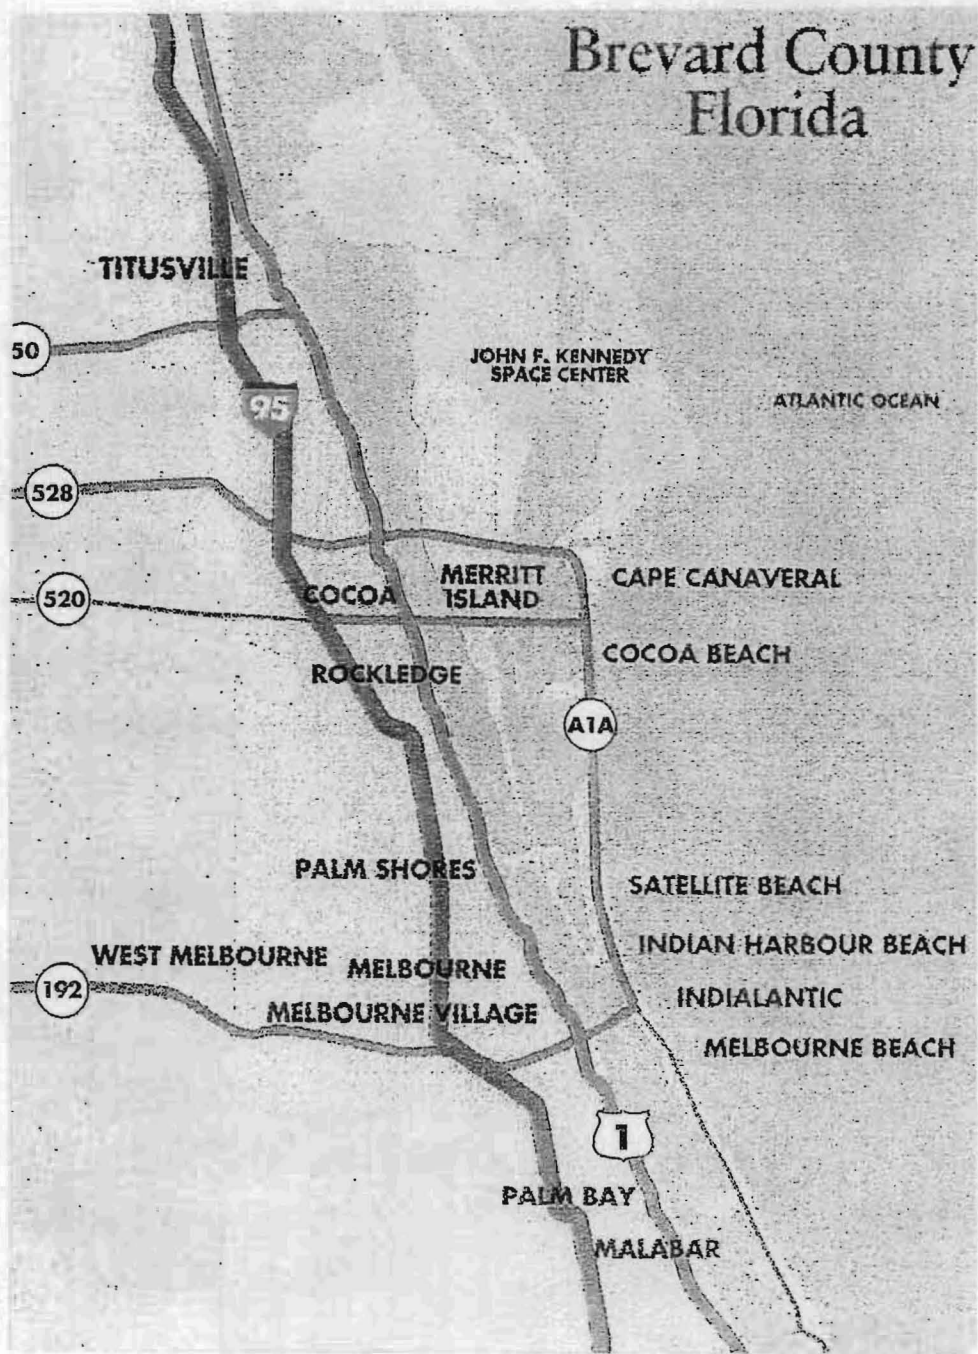 Brevard County
Florida
TITUSVILLE
50
JOHN F. KENNEDY
SPACE CENTER
95
ATLANTIC OCEAN
528
MERRITT
ISLAND
CAPE CANAVERAL
520
COCOA
COCOA BEACH
ROCKLEDGE
A1A
PALM SHORES
SATELLITE BEACH
INDIAN HARBOUR BEACH
WEST MELBOURNE
MELBOURNE
192
INDIALANTIC
MELBOURNE VILLAGE
MELBOURNE BEACH
1
PALM BAY
MALABAR